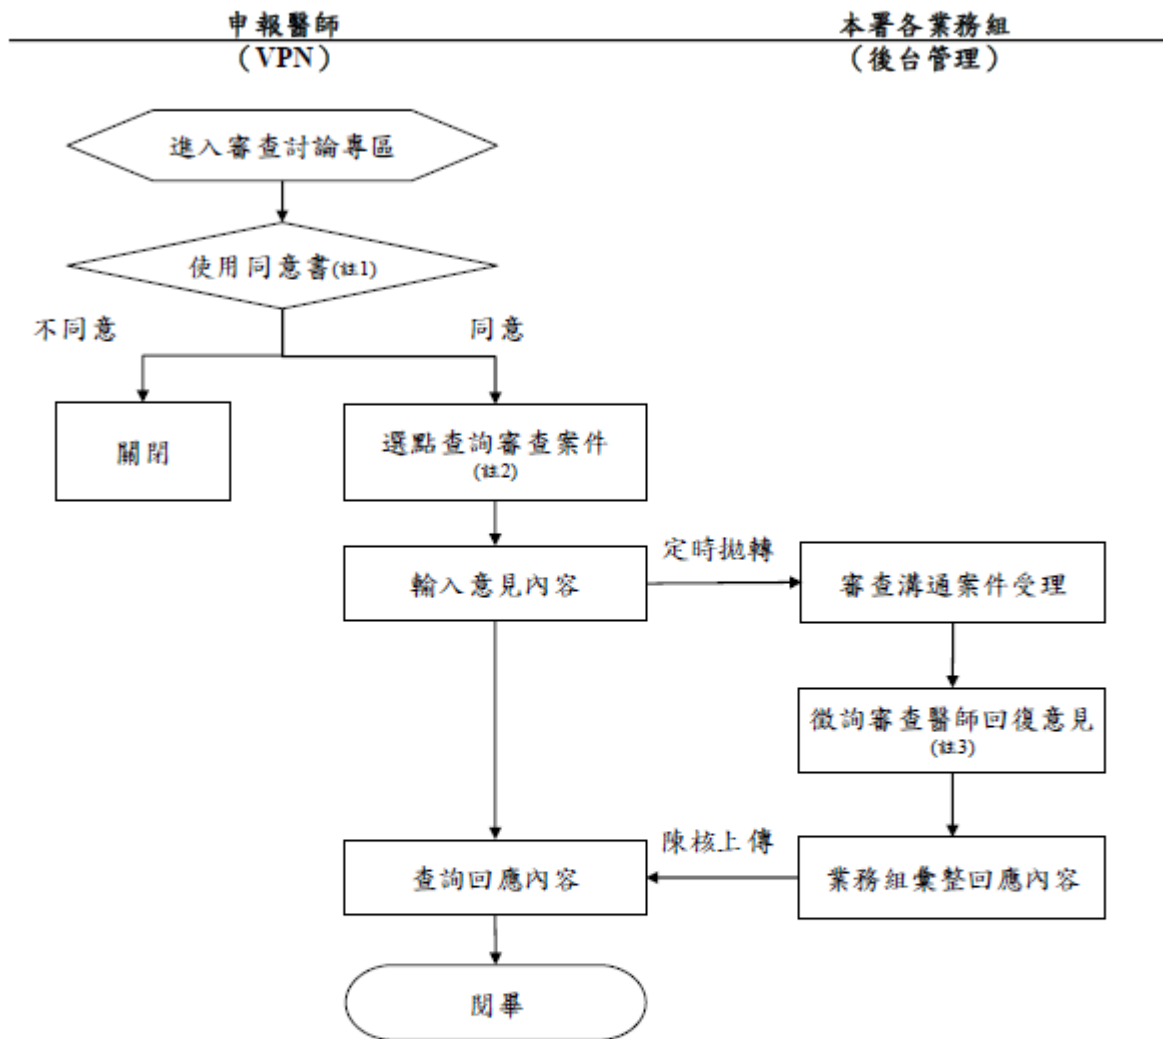 申報醫師
(VPN)
本署各業務組
(後台管理)
進入審查討論專區
使用同意書(註1)
不同意
同意
關閉
選點查詢審查案件
(註2)
輸入意見內容
定時拋轉
審查溝通案件受理
徵詢審查醫師回復意見
(註3)
陳核上傳
查詢回應內容
業務組彙整回應內容
閱畢